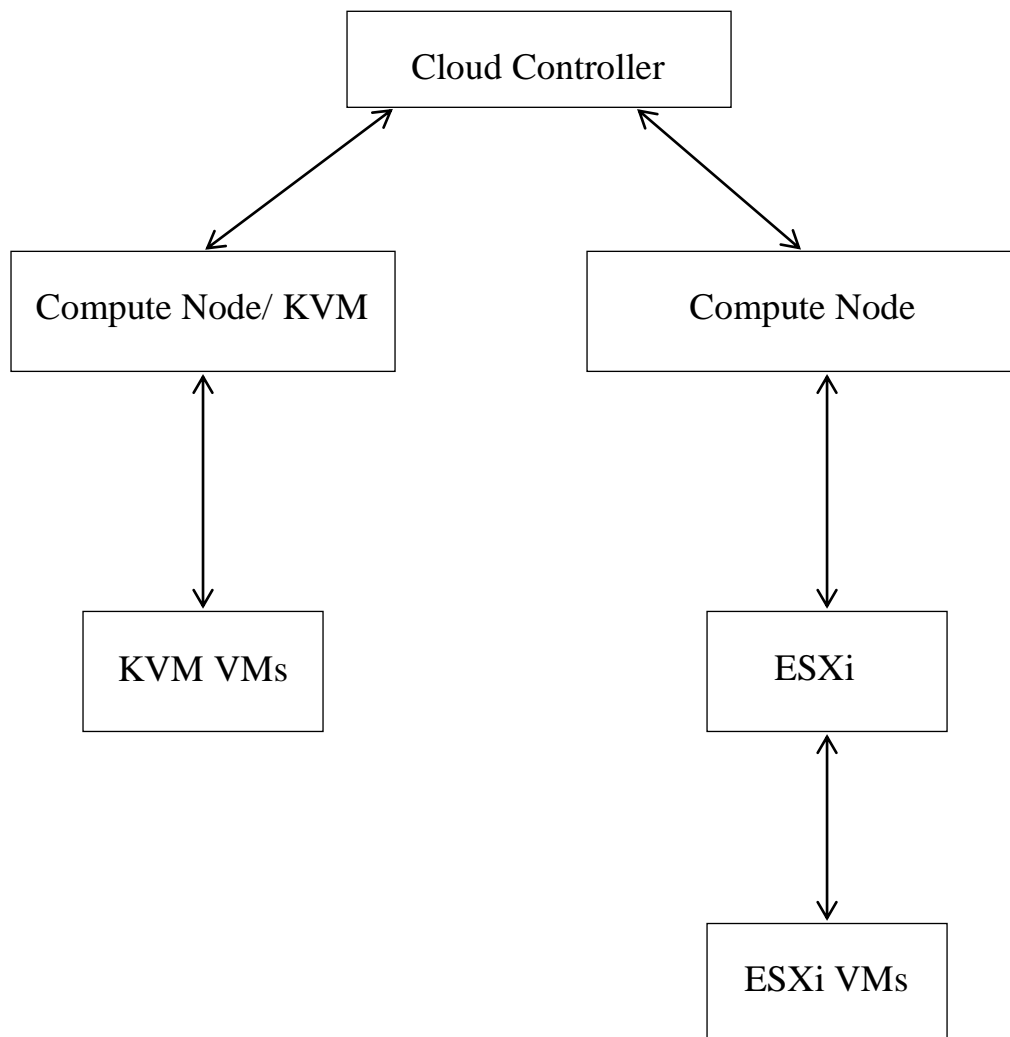 Cloud Controller
Compute Node/ KVM
Compute Node
KVM VMs
ESXi
ESXi VMs